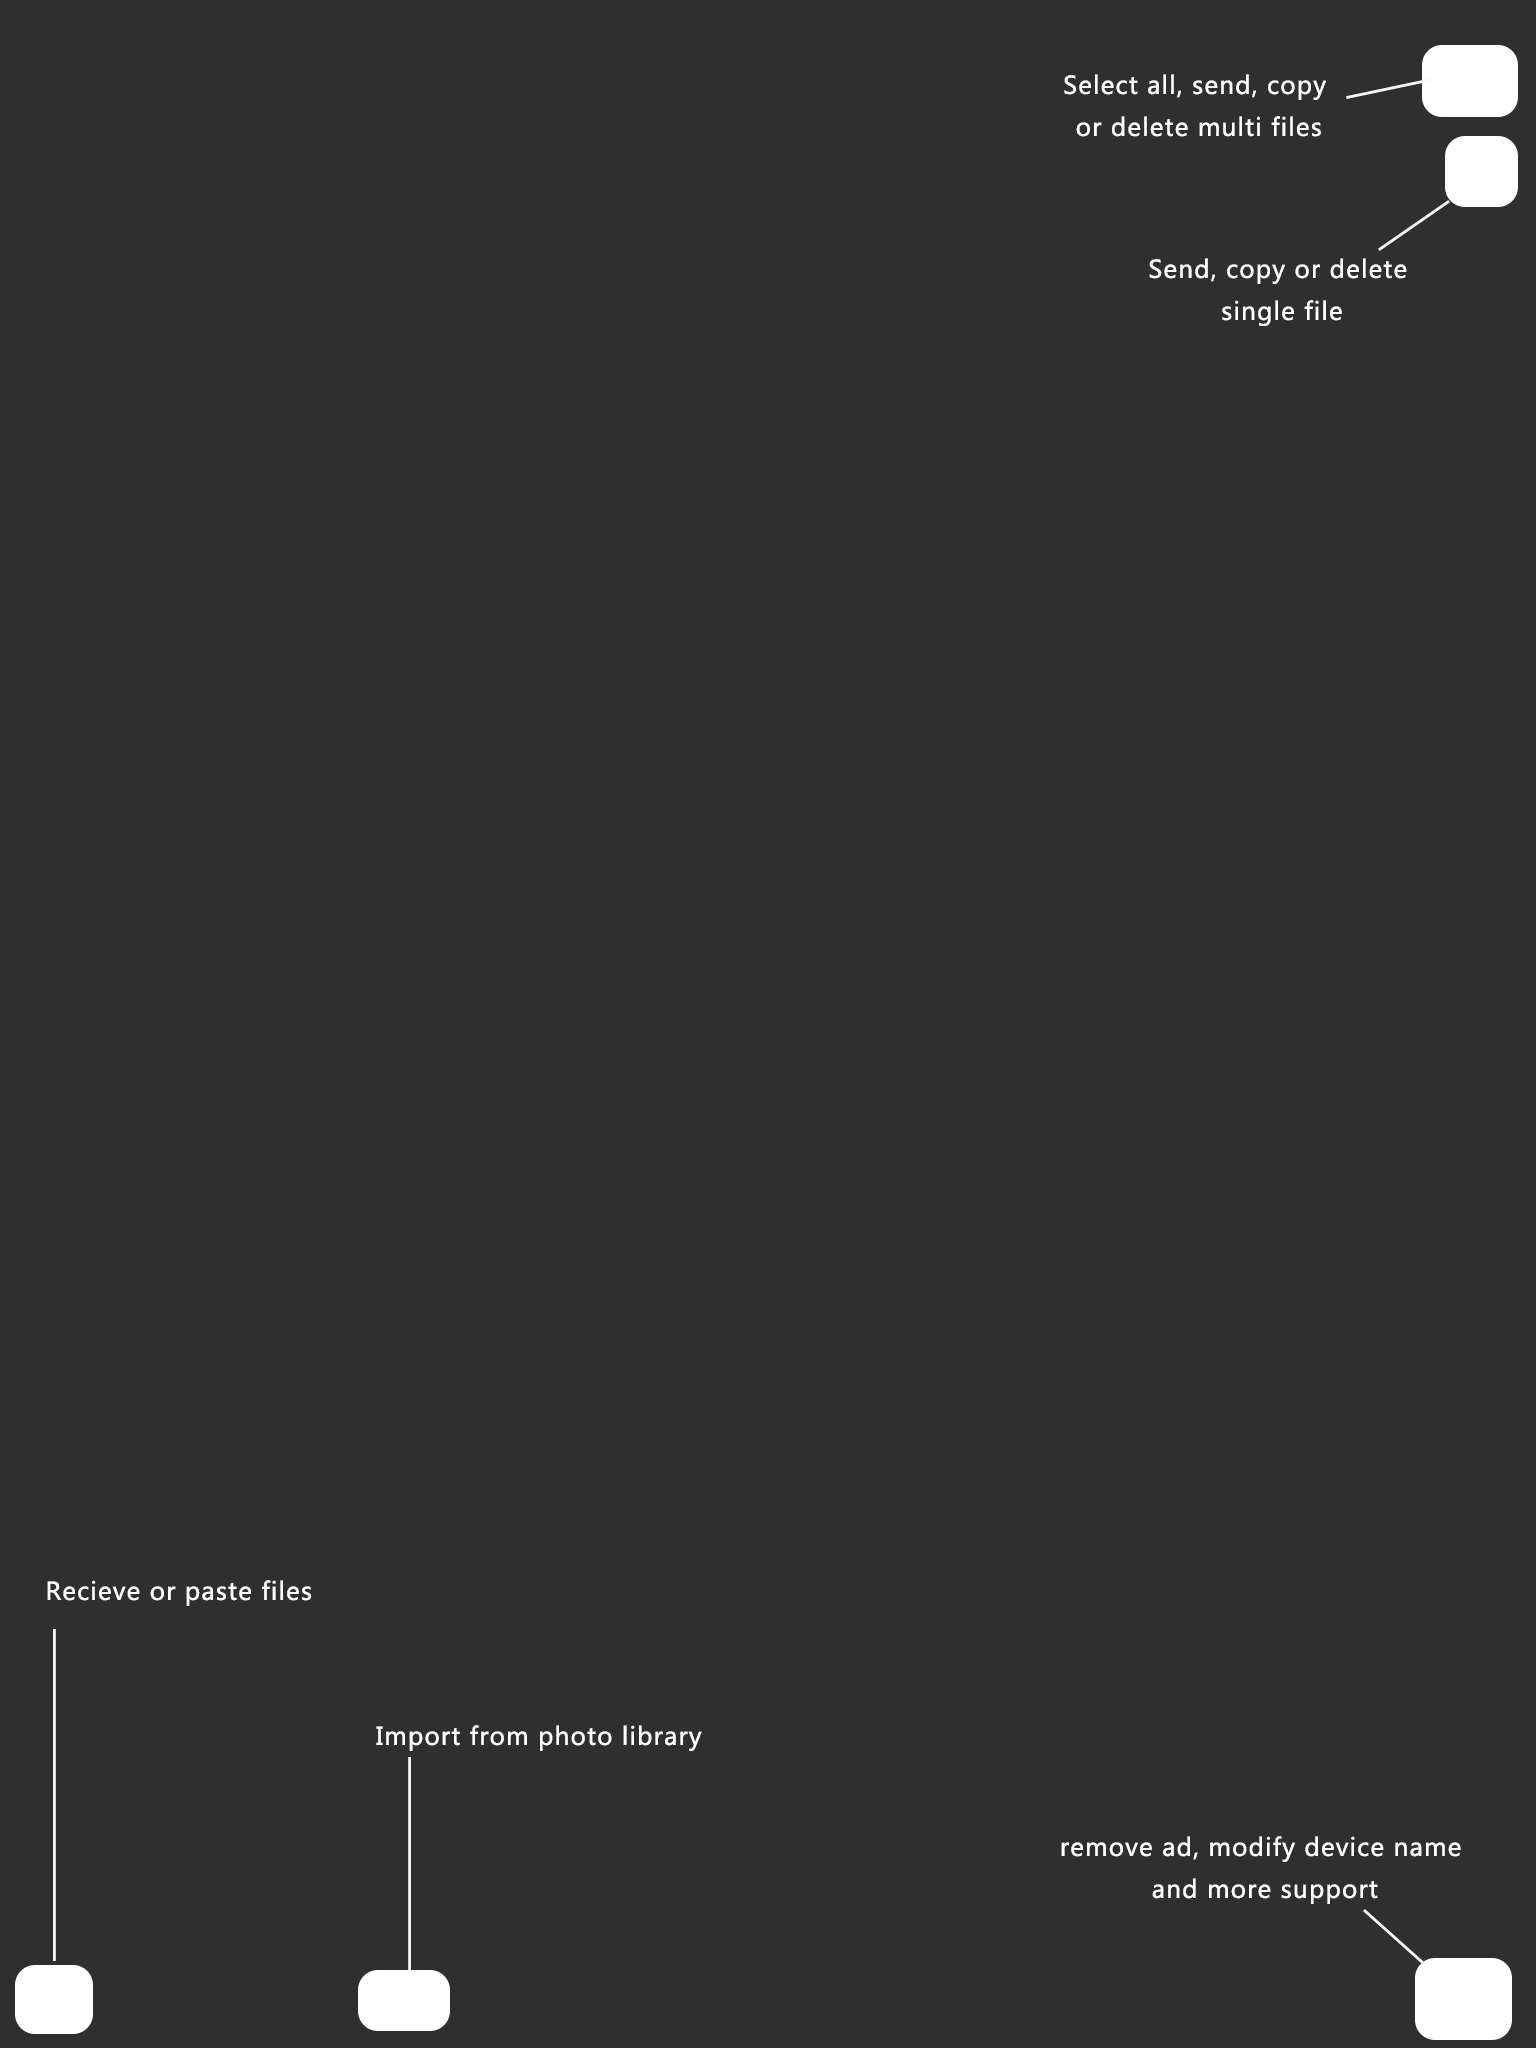 Select all, send, copy
or delete multi files
Send, copy or delete
single file
Recieve or paste files
Import from photo library
remove ad, modify device name
and more support